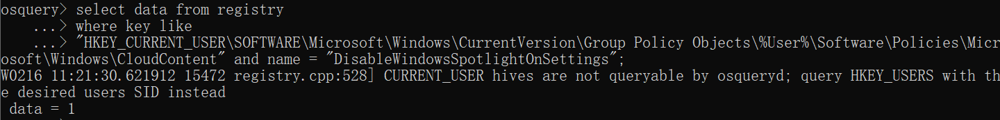 osquery> select data from registry
...> where key like
...> "HKEY_CURRENT_USER\SOFTWARE\Microsoft\Windows\CurrentVersion\Group Policy Objects\%User%\Software\Policies\Micr
osoft\Windows\CloudContent" and name = "DisableWindowsSpotlightOnSettings";
W0216 11:21:30.621912 15472 registry.cpp:528] CURRENT_USER hives are not queryable by osqueryd; query HKEY_USERS with th
e desired users SID instead
data = 1